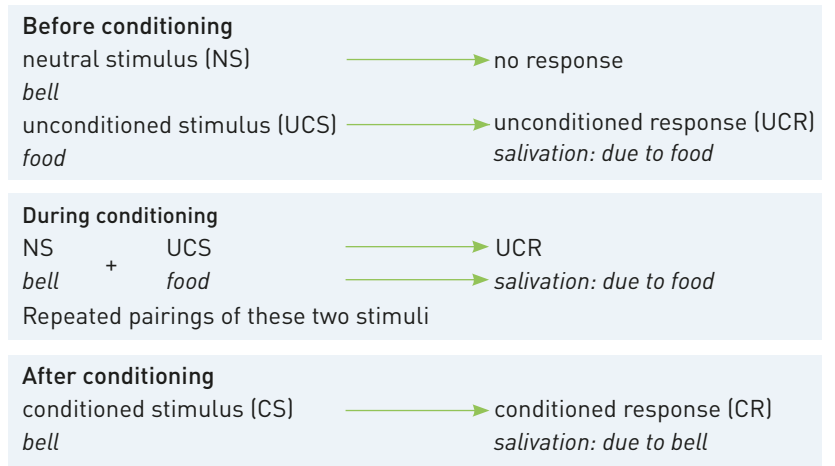 Before conditioning
neutral stimulus (NS) no response
bell
unconditioned stimulus (UCS) unconditioned response (UCR)
food salivation: due to food
During conditioning
NS UCS UCR
+
bell food salivation: due to food
Repeated pairings of these two stimuli
After conditioning
conditioned stimulus (CS) conditioned response (CR)
bell salivation: due to bell